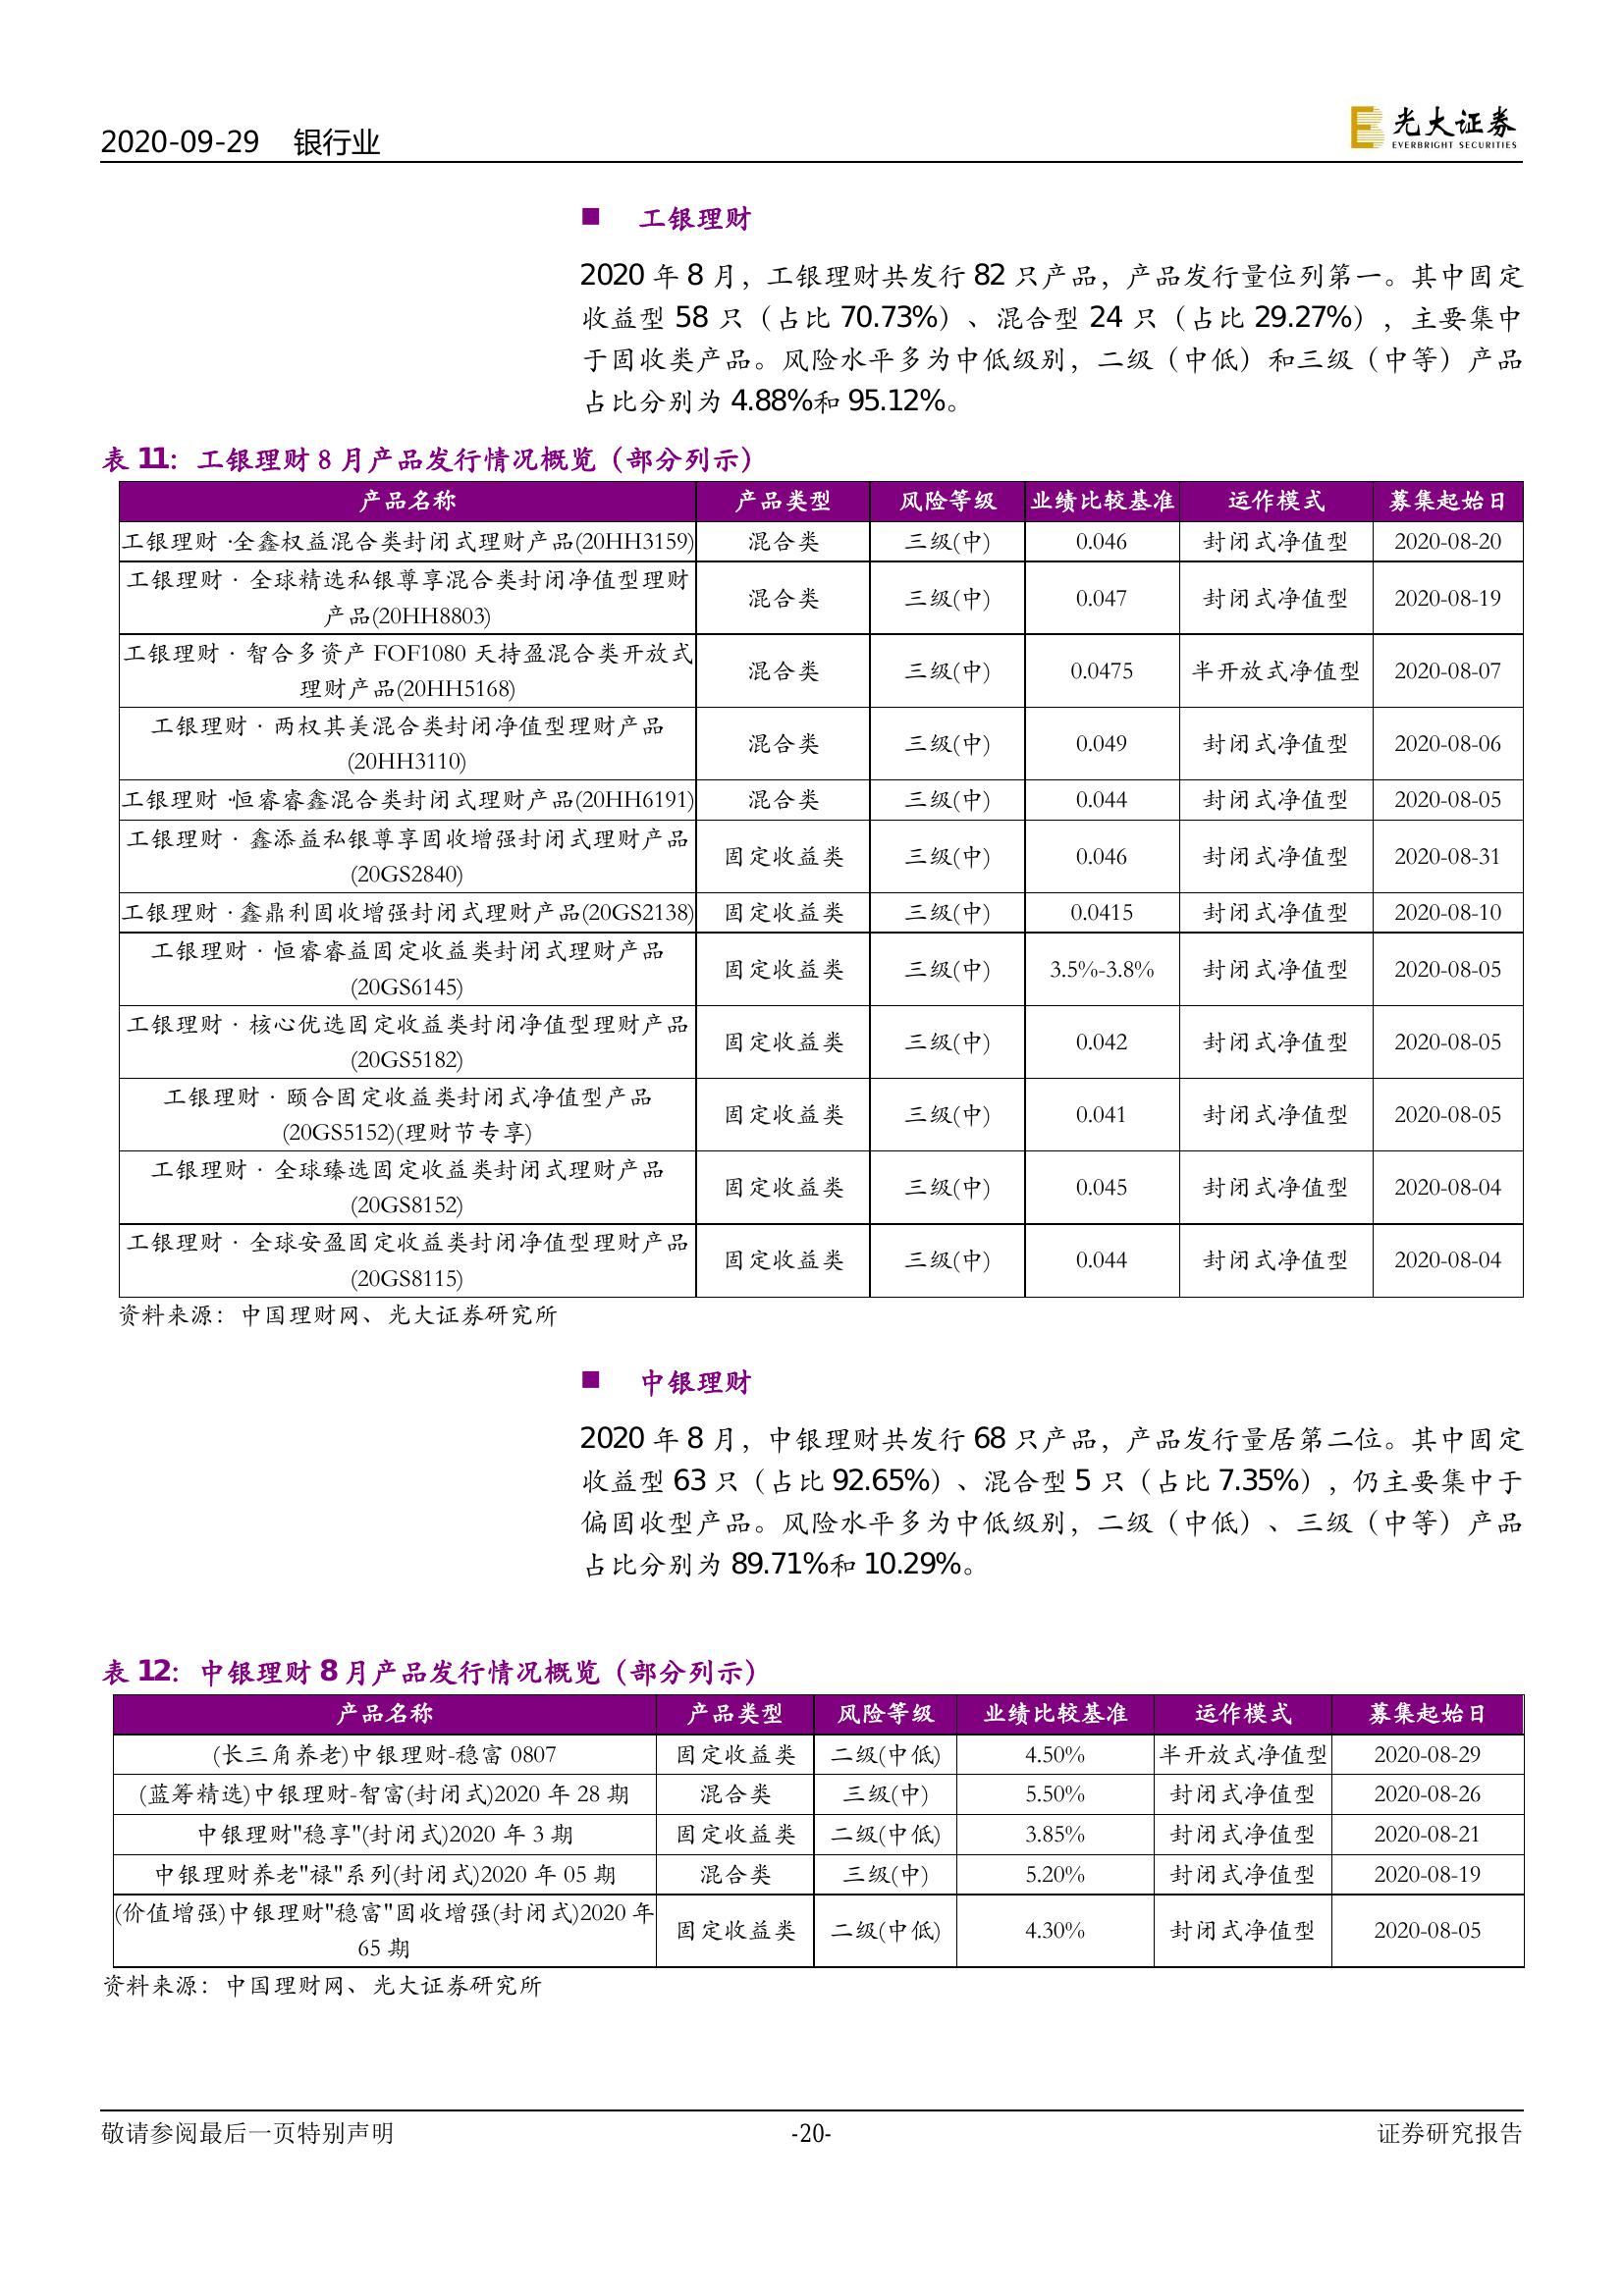 2020-09-29 银行业
光大证券
EVERBRIGHT SECURITIES
■ 工银理财
2020 年 8 月，工银理财共发行 82 只产品，产品发行量位列第一。其中固定
收益型 58 只（占比 70.73%）、混合型 24 只（占比 29.27%），主要集中
于固收类产品。风险水平多为中低级别，二级（中低）和三级（中等）产品
占比分别为 4.88%和 95.12%。
表 11：工银理财 8 月产品发行情况概览（部分列示）
产品名称 产品类型 风险等级 业绩比较基准 运作模式 募集起始日
工银理财·全鑫权益混合类封闭式理财产品(20HH3159) 混合类 三级(中) 0.046 封闭式净值型 2020-08-20
工银理财·全球精选私银尊享混合类封闭净值型理财
产品(20HH8803) 混合类 三级(中) 0.047 封闭式净值型 2020-08-19
工银理财·智合多资产 FOF1080 天持盈混合类开放式
理财产品(20HH5168) 混合类 三级(中) 0.0475 半开放式净值型 2020-08-07
工银理财·两权其美混合类封闭净值型理财产品
(20HH3110) 混合类 三级(中) 0.049 封闭式净值型 2020-08-06
工银理财·恒睿睿鑫混合类封闭式理财产品(20HH6191) 混合类 三级(中) 0.044 封闭式净值型 2020-08-05
工银理财·鑫添益私银尊享固收增强封闭式理财产品
(20GS2840) 固定收益类 三级(中) 0.046 封闭式净值型 2020-08-31
工银理财·鑫鼎利固收增强封闭式理财产品(20GS2138) 固定收益类 三级(中) 0.0415 封闭式净值型 2020-08-10
工银理财·恒睿睿益固定收益类封闭式理财产品
(20GS6145) 固定收益类 三级(中) 3.5%-3.8% 封闭式净值型 2020-08-05
工银理财·核心优选固定收益类封闭净值型理财产品
(20GS5182) 固定收益类 三级(中) 0.042 封闭式净值型 2020-08-05
工银理财·颐合固定收益类封闭式净值型产品
(20GS5152)(理财节专享) 固定收益类 三级(中) 0.041 封闭式净值型 2020-08-05
工银理财·全球臻选固定收益类封闭式理财产品
(20GS8152) 固定收益类 三级(中) 0.045 封闭式净值型 2020-08-04
工银理财·全球安盈固定收益类封闭净值型理财产品
(20GS8115) 固定收益类 三级(中) 0.044 封闭式净值型 2020-08-04
资料来源：中国理财网、光大证券研究所
■ 中银理财
2020 年 8 月，中银理财共发行 68 只产品，产品发行量居第二位。其中固定
收益型 63 只（占比 92.65%）、混合型 5 只（占比 7.35%），仍主要集中于
偏固收型产品。风险水平多为中低级别，二级（中低）、三级（中等）产品
占比分别为 89.71%和 10.29%。
表 12：中银理财 8 月产品发行情况概览（部分列示）
产品名称 产品类型 风险等级 业绩比较基准 运作模式 募集起始日
(长三角养老)中银理财-稳富 0807 固定收益类 二级(中低) 4.50% 半开放式净值型 2020-08-29
(蓝筹精选)中银理财-智富(封闭式)2020 年 28 期 混合类 三级(中) 5.50% 封闭式净值型 2020-08-26
中银理财"稳享"(封闭式)2020 年 3 期 固定收益类 二级(中低) 3.85% 封闭式净值型 2020-08-21
中银理财养老"禄"系列(封闭式)2020 年 05 期 混合类 三级(中) 5.20% 封闭式净值型 2020-08-19
(价值增强)中银理财"稳富"固收增强(封闭式)2020 年
65 期 固定收益类 二级(中低) 4.30% 封闭式净值型 2020-08-05
资料来源：中国理财网、光大证券研究所
敬请参阅最后一页特别声明 -20- 证券研究报告